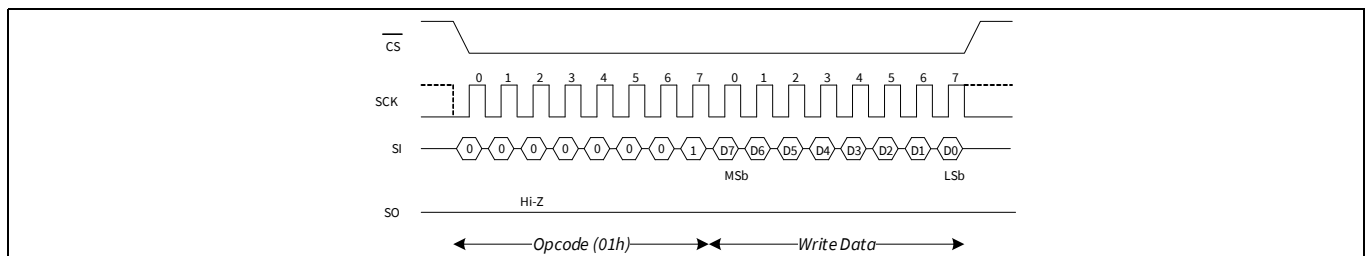 CS
0 1 2 3 4 5 6 7 0 1 2 3 4 5 6 7
SCK
SI 0 0 0 0 0 0 0 1 D7 D6 D5 D4 D3 D2 D1 D0
MSb LSb
Hi-Z
SO
Opcode (01h) Write Data